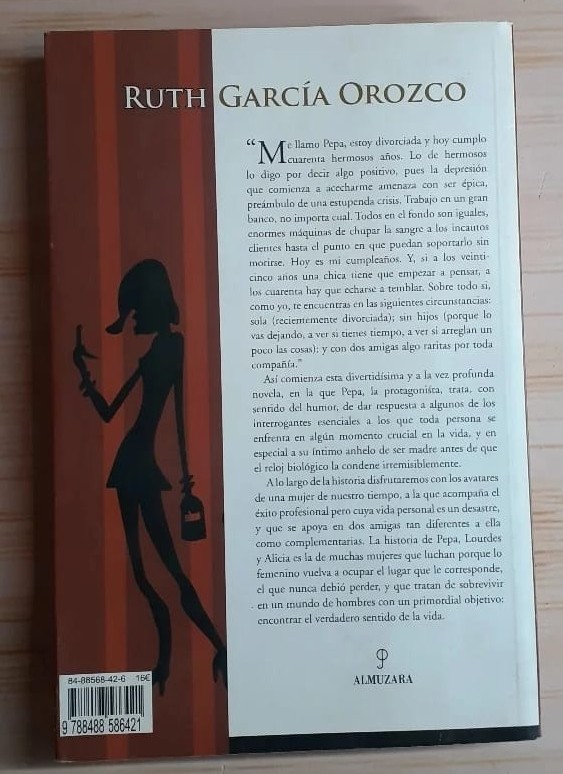 RUTH GARCÍA OROZCO
“Me llamo Pepa, estoy divorciada y hoy cumplo
cuarenta hermosos años. Lo de hermosos
lo digo por decir algo positivo, pues la depresión
que comienza a acecharme amenaza con ser épica,
preámbulo de una estupenda crisis. Trabajo en un gran
banco, no importa cual. Todos en el fondo son iguales,
enormes máquinas de chupar la sangre a los incautos
clientes hasta el punto en que puedan soportarlo sin
morirse. Hoy es mi cumpleaños. Y, si a los veinti-
cinco años una chica tiene que empezar a pensar, a
los cuarenta hay que echarse a temblar. Sobre todo si,
como yo, te encuentras en las siguientes circunstancias:
sola (recientemente divorciada); sin hijos (porque lo
vas dejando, a ver si tienes tiempo, a ver si arreglan un
poco las cosas); y con dos amigas algo raritas por toda
compañía.”
Así comienza esta divertidísima y a la vez profunda
novela, en la que Pepa, la protagonista, trata, con
sentido del humor, de dar respuesta a algunos de los
interrogantes esenciales a los que toda persona se
enfrenta en algún momento crucial en la vida, y en
especial a su íntimo anhelo de ser madre antes de que
el reloj biológico la condene irremisiblemente.
A lo largo de la historia disfrutaremos con los avatares
de una mujer de nuestro tiempo, a la que acompaña el
éxito profesional pero cuya vida personal es un desastre,
y que se apoya en dos amigas tan diferentes a ella
como complementarias. La historia de Pepa, Lourdes
y Alicia es la de muchas mujeres que luchan porque lo
femenino vuelva a ocupar el lugar que le corresponde,
el que nunca debió perder, y que tratan de sobrevivir
en un mundo de hombres con un primordial objetivo:
encontrar el verdadero sentido de la vida.
ALMUZARA
84-88568-42-6 16€
9 788488 586421